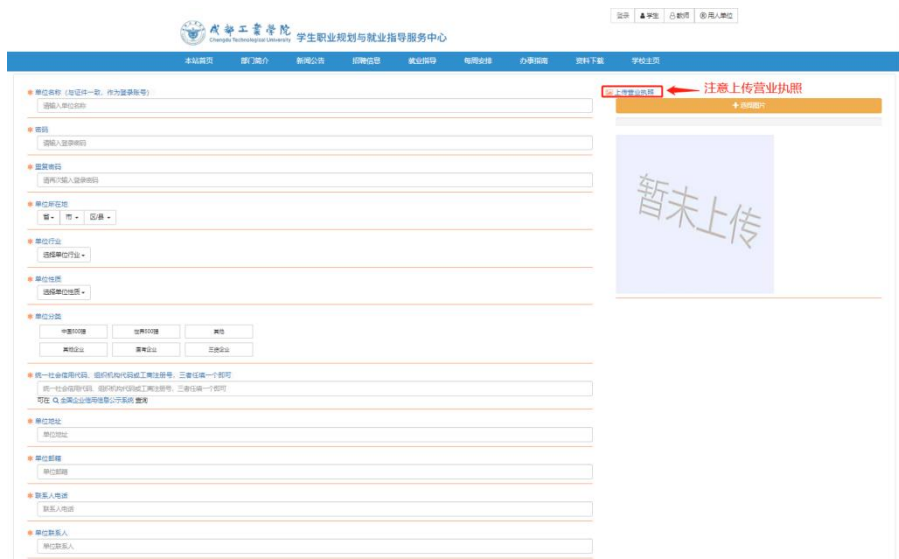 登录 学生 教师 用人单位
成都工业学院 学生职业规划与就业指导服务中心
Chengdu Technological University
本站首页 部门简介 新闻公告 招聘信息 就业指导 每周安排 办事指南 资料下载 学校主页
* 单位名称（与证件一致，作为登录账号）
请输入单位名称
* 密码
请输入登录密码
* 重复密码
请再次输入登录密码
* 单位所在地
省 市 区/县
* 单位行业
选择单位行业
* 单位性质
选择单位性质
* 单位分类
中国500强 世界500强 其他
其他企业 国有企业 三资企业
* 统一社会信用代码、组织机构代码或工商注册号，三者任填一个即可
统一社会信用代码、组织机构代码或工商注册号，三者任填一个即可
可在 全国企业信用信息公示系统 查询
* 单位地址
单位地址
* 单位邮箱
单位邮箱
* 联系人电话
联系人电话
* 单位联系人
单位联系人
上传营业执照 注意上传营业执照
+ 选择图片
暂未上传